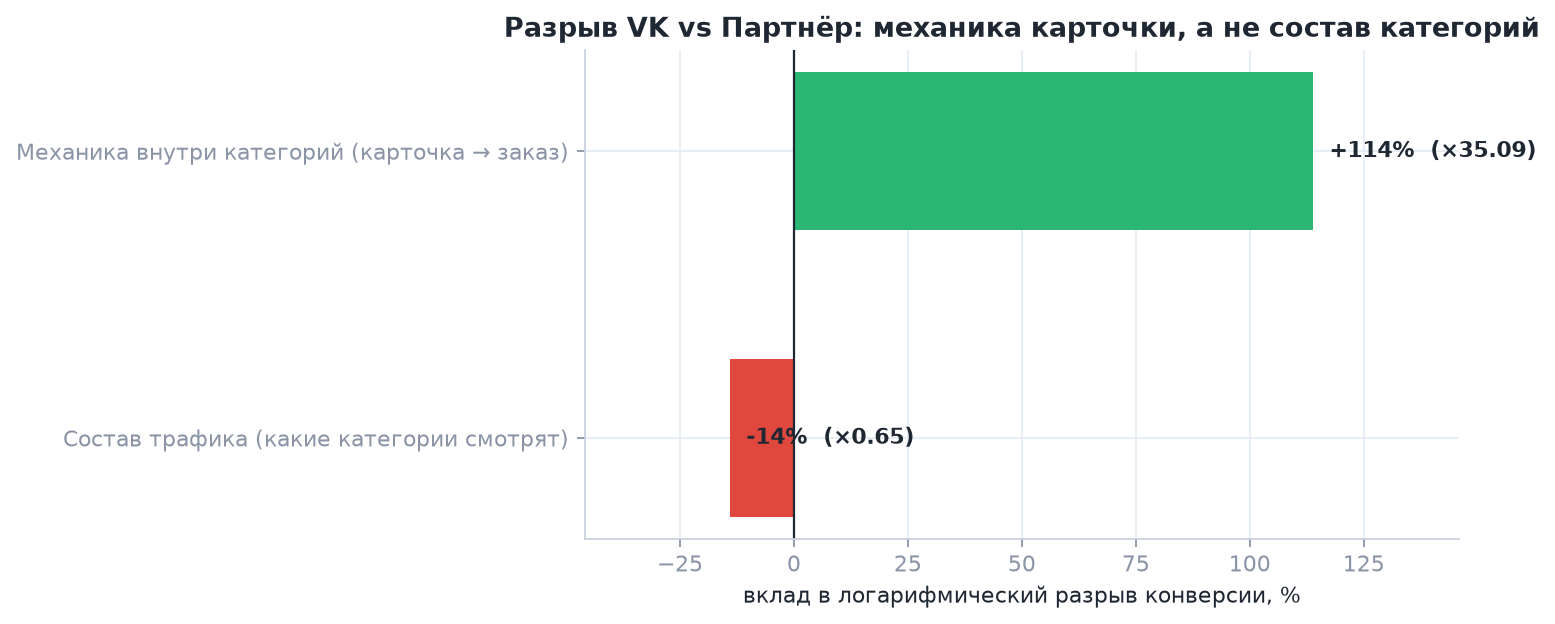 Разрыв VK vs Партнёр: механика карточки, а не состав категорий
Механика внутри категорий (карточка → заказ)
+114% (×35.09)
Состав трафика (какие категории смотрят)
-14% (×0.65)
−25 0 25 50 75 100 125
вклад в логарифмический разрыв конверсии, %